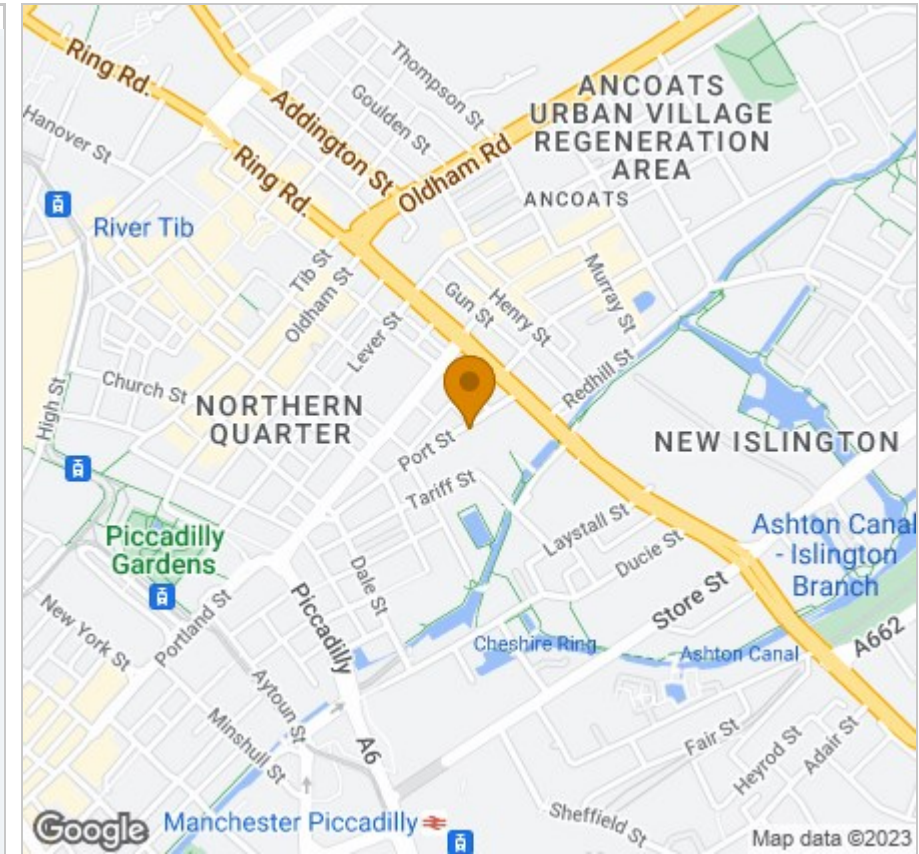 Ring Rd.
Thompson St
Addington St
Goulden St
ANCOATS
URBAN VILLAGE
REGENERATION
AREA
Hanover St
Ring Rd.
Oldham Rd
ANCOATS
River Tib
Tib St
Oldham St
Gun St
Henry St
Murray St
Lever St
Redhill St
Church St
High St
NORTHERN
QUARTER
NEW ISLINGTON
Port St
Tariff St
Laystall St
Ducie St
Ashton Canal
- Islington
Branch
Piccadilly
Gardens
Dale St
Store St
Portland St
New York St
Piccadilly
Cheshire Ring
Ashton Canal
A662
Aytoun St
Minshull St
A6
Fair St
Heyrod St
Adair St
Sheffield St
Google
Manchester Piccadilly
Map data ©2023